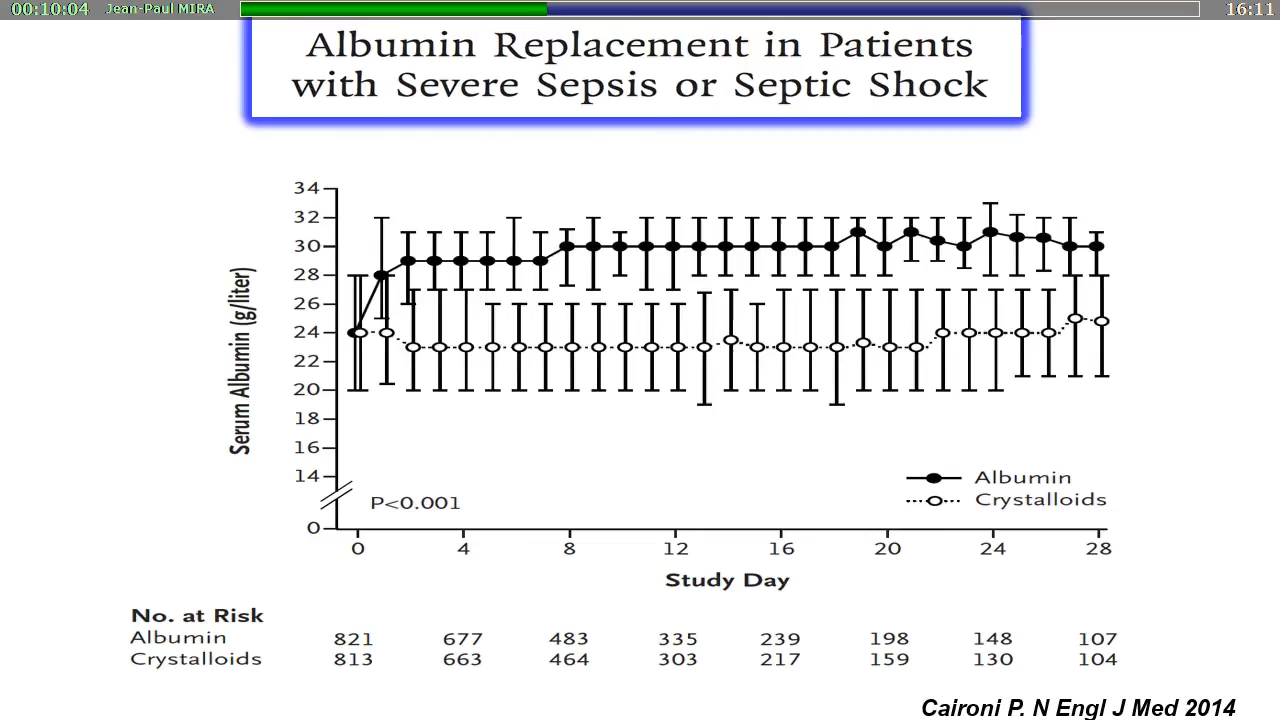 00:10:04 Jean-Paul MIRA 16:11
Albumin Replacement in Patients
with Severe Sepsis or Septic Shock
34
32
30
28
26
24
22
20
18
16
14
0
Serum Albumin (g/liter)
P<0.001
Albumin
Crystalloids
0 4 8 12 16 20 24 28
Study Day
No. at Risk
Albumin 821 677 483 335 239 198 148 107
Crystalloids 813 663 464 303 217 159 130 104
Caironi P. N Engl J Med 2014